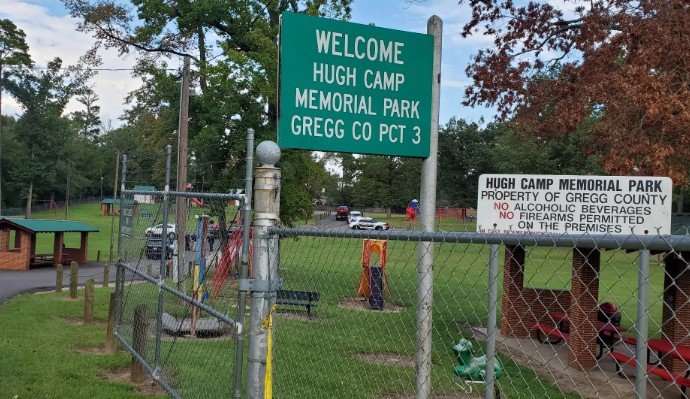 WELCOME
HUGH CAMP
MEMORIAL PARK
GREGG CO PCT 3
HUGH CAMP MEMORIAL PARK
PROPERTY OF GREGG COUNTY
NO ALCOHOLIC BEVERAGES
NO FIREARMS PERMITTED
ON THE PREMISES